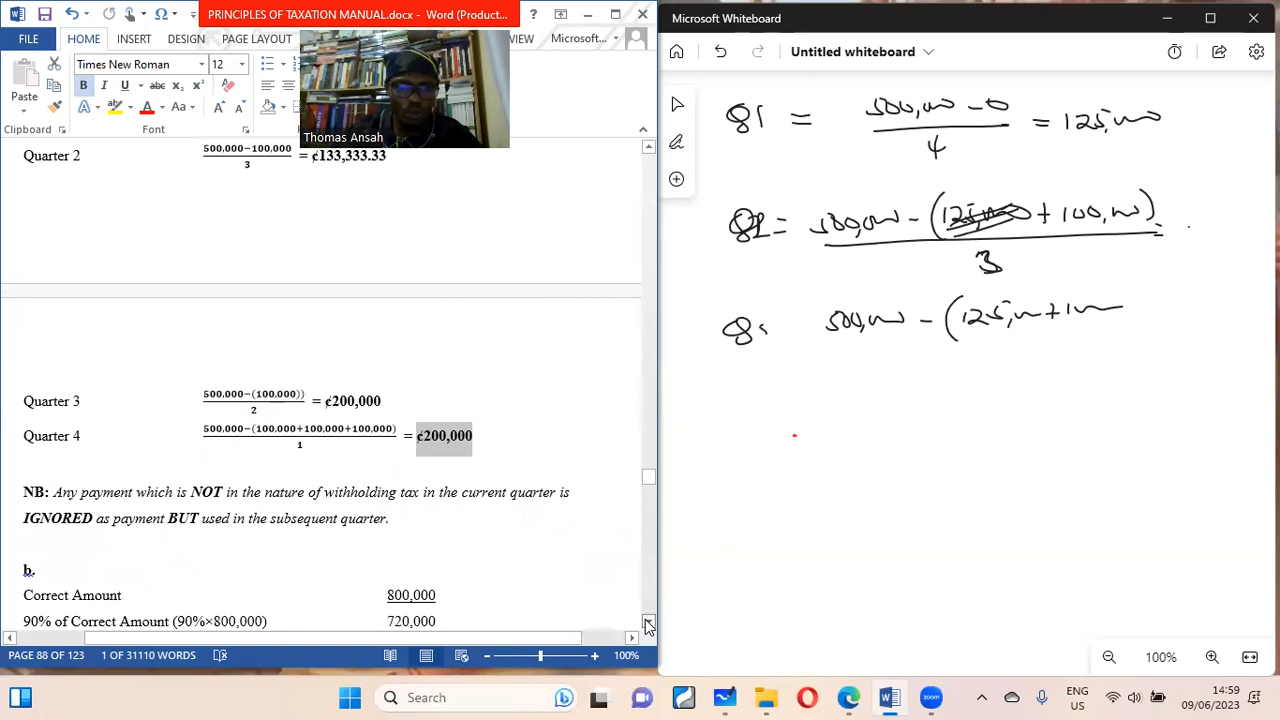 PRINCIPLES OF TAXATION MANUAL.docx - Word (Product...
FILE HOME INSERT DESIGN PAGE LAYOUT VIEW Microsoft...
Times New Roman 12
Paste
B I U abc x₂ x²
Clipboard Font
Thomas Ansah
Quarter 2 500,000−100,000 / 3 = ¢133,333.33
Quarter 3 500,000−(100,000)) / 2 = ¢200,000
Quarter 4 500,000−(100,000+100,000+100,000) / 1 = ¢200,000
NB: Any payment which is NOT in the nature of withholding tax in the current quarter is
IGNORED as payment BUT used in the subsequent quarter.
b.
Correct Amount 800,000
90% of Correct Amount (90%×800,000) 720,000
PAGE 88 OF 123 1 OF 31110 WORDS 100%
Microsoft Whiteboard
Untitled whiteboard
Q1 = 500,000 - 0 / 4 = 125,000
= 500,000 - (125,000 + 100,000) / 3 =
500,000 - (125,000 +
100%
Search
ENG
US
14:59
09/06/2023